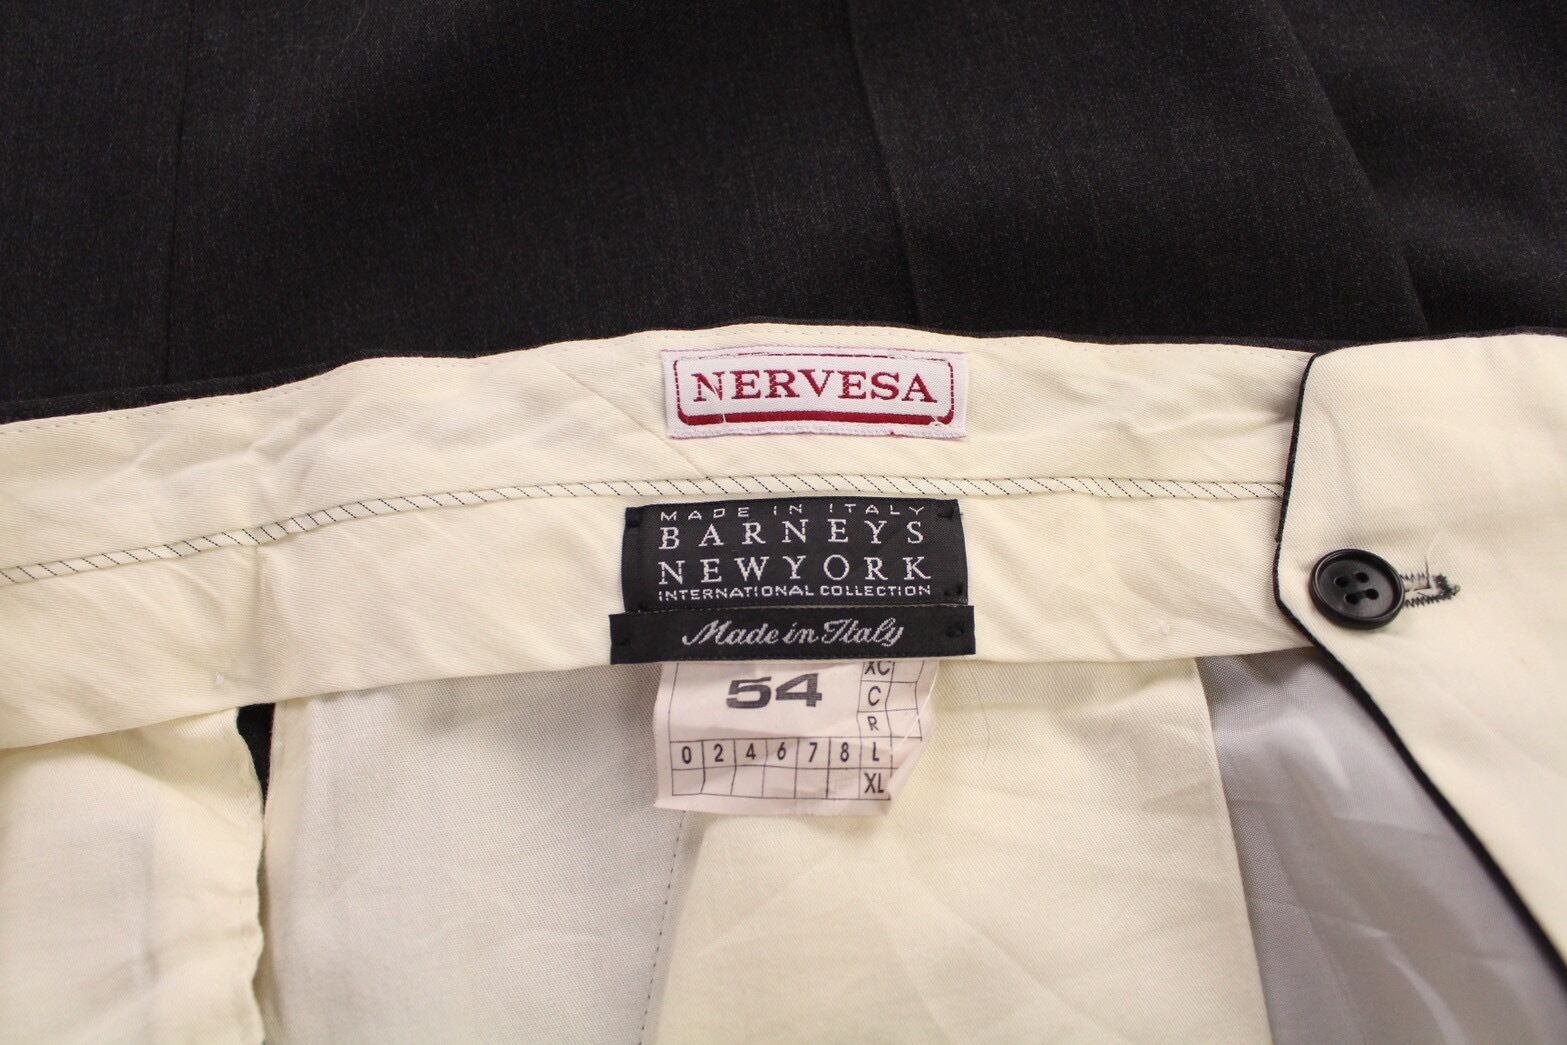 NERVESA
MADE IN ITALY
BARNEYS
NEWYORK
INTERNATIONAL COLLECTION
Made in Italy
54 XC
C
R
0 2 4 6 7 8 L
XL